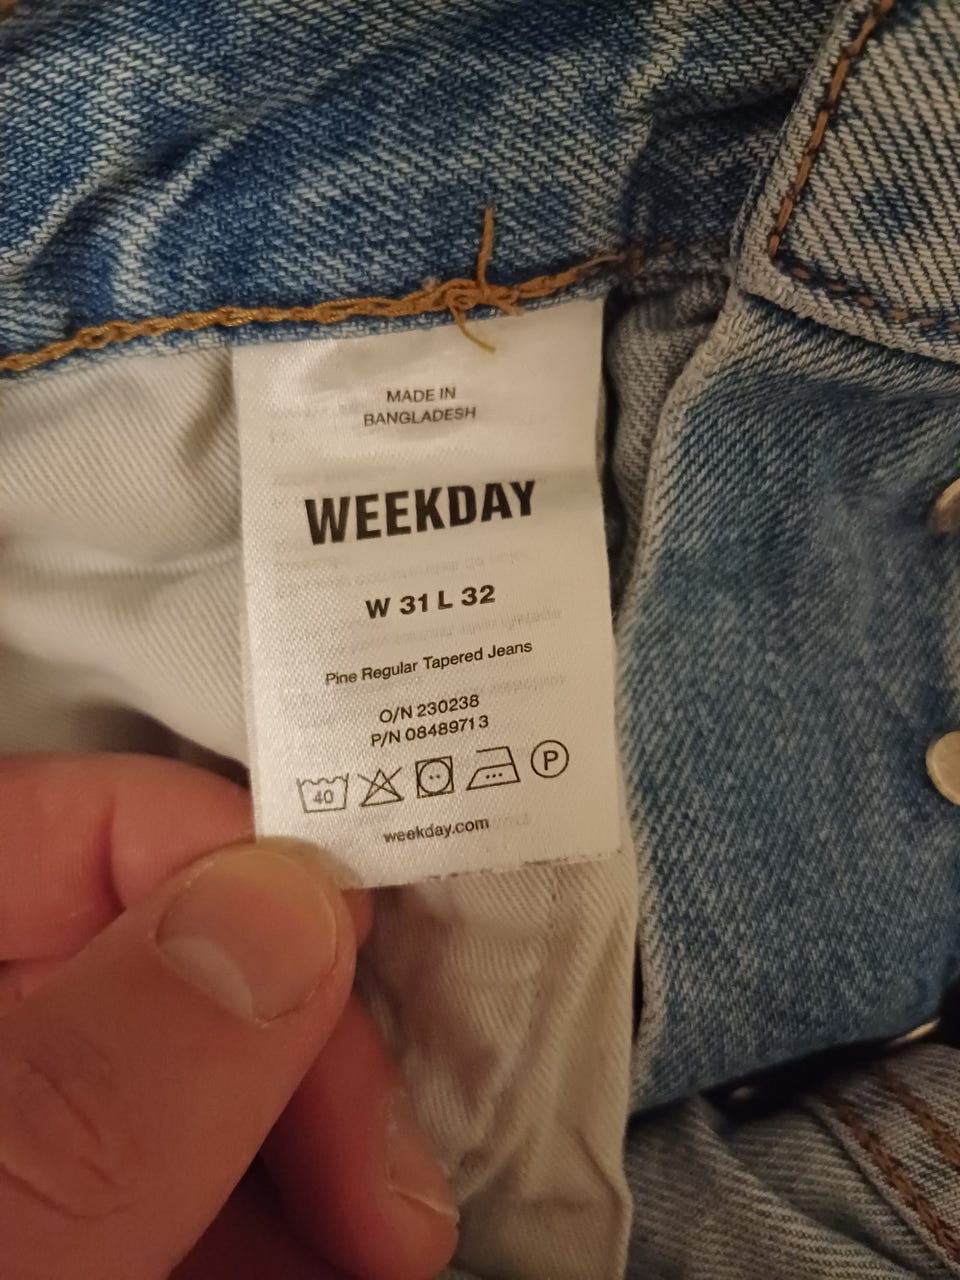 MADE IN
BANGLADESH
WEEKDAY
W 31 L 32
Pine Regular Tapered Jeans
O/N 230238
P/N 08489713
40 P
weekday.com